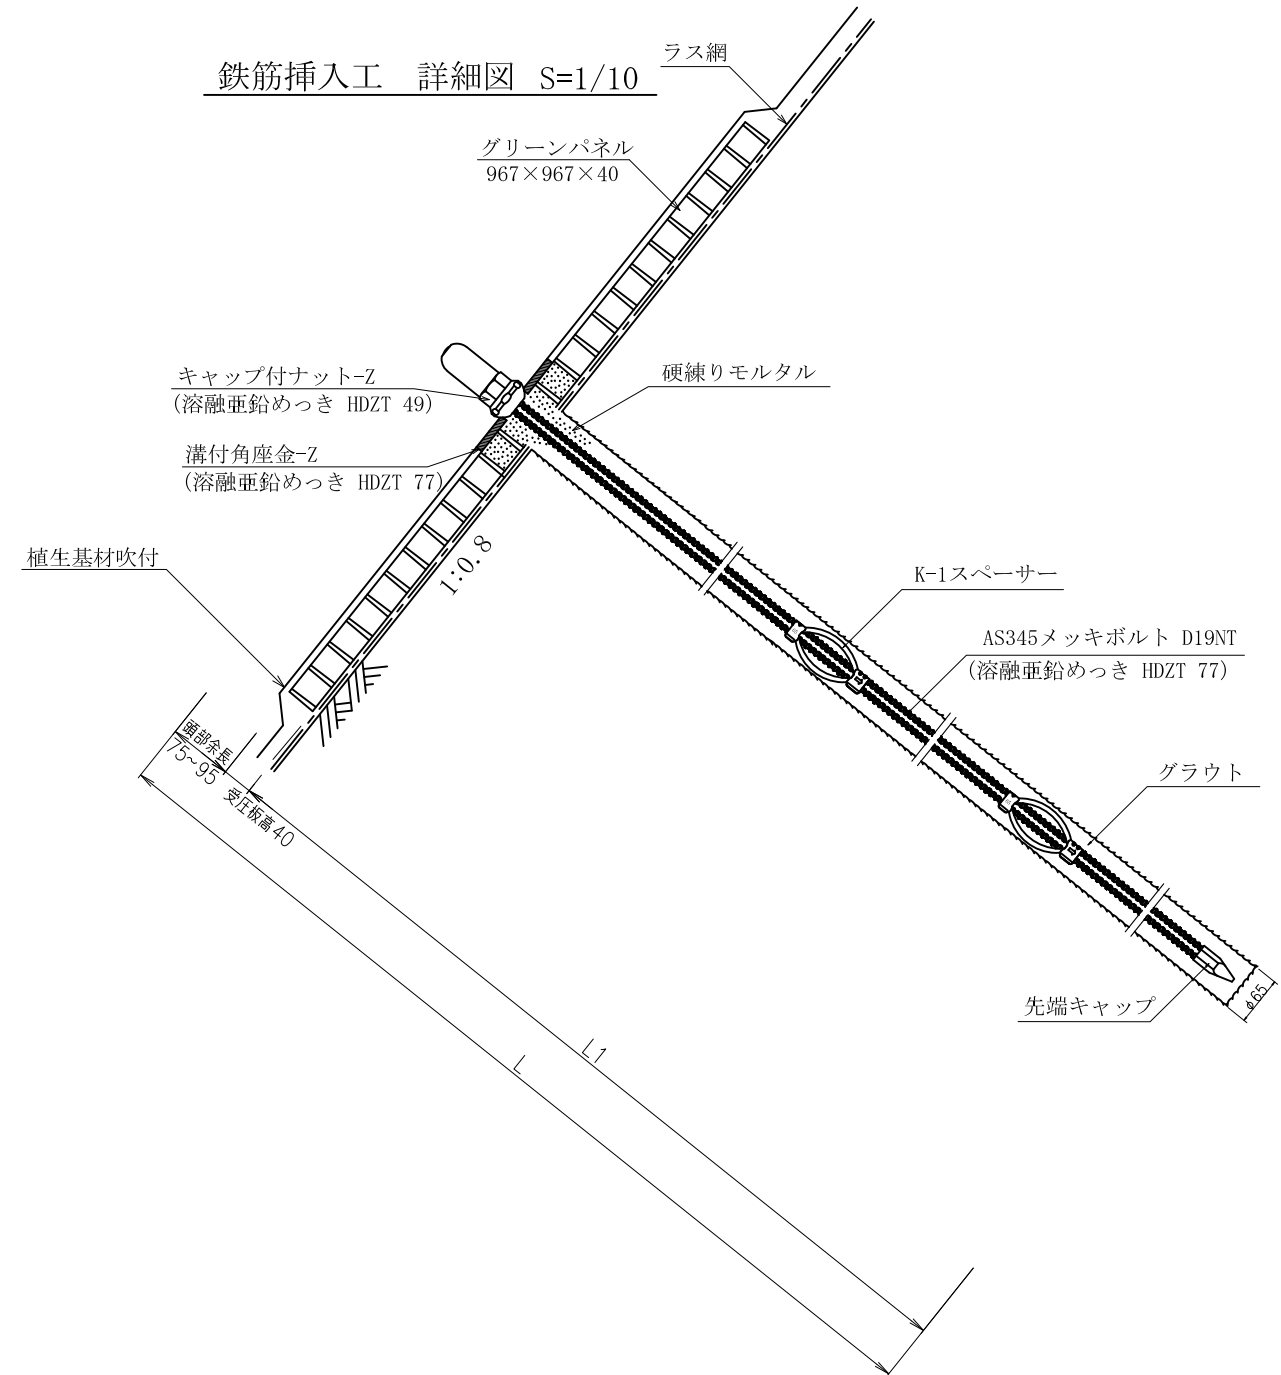 鉄筋挿入工　詳細図　S=1/10
ラス網
グリーンパネル
967×967×40
キャップ付ナット-Z
(溶融亜鉛めっき HDZT 49)
硬練りモルタル
溝付角座金-Z
(溶融亜鉛めっき HDZT 77)
1:0.8
植生基材吹付
K-1スペーサー
AS345メッキボルト D19NT
(溶融亜鉛めっき HDZT 77)
頭部余長
75~95
受圧板高40
グラウト
先端キャップ
φ65
L1
L